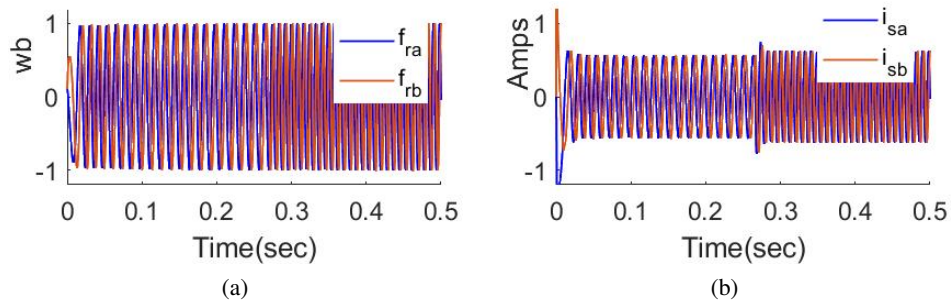 wb
1
0
-1
f_ra
f_rb
0 0.1 0.2 0.3 0.4 0.5
Time(sec)
(a)
Amps
1
0
-1
i_sa
i_sb
0 0.1 0.2 0.3 0.4 0.5
Time(sec)
(b)